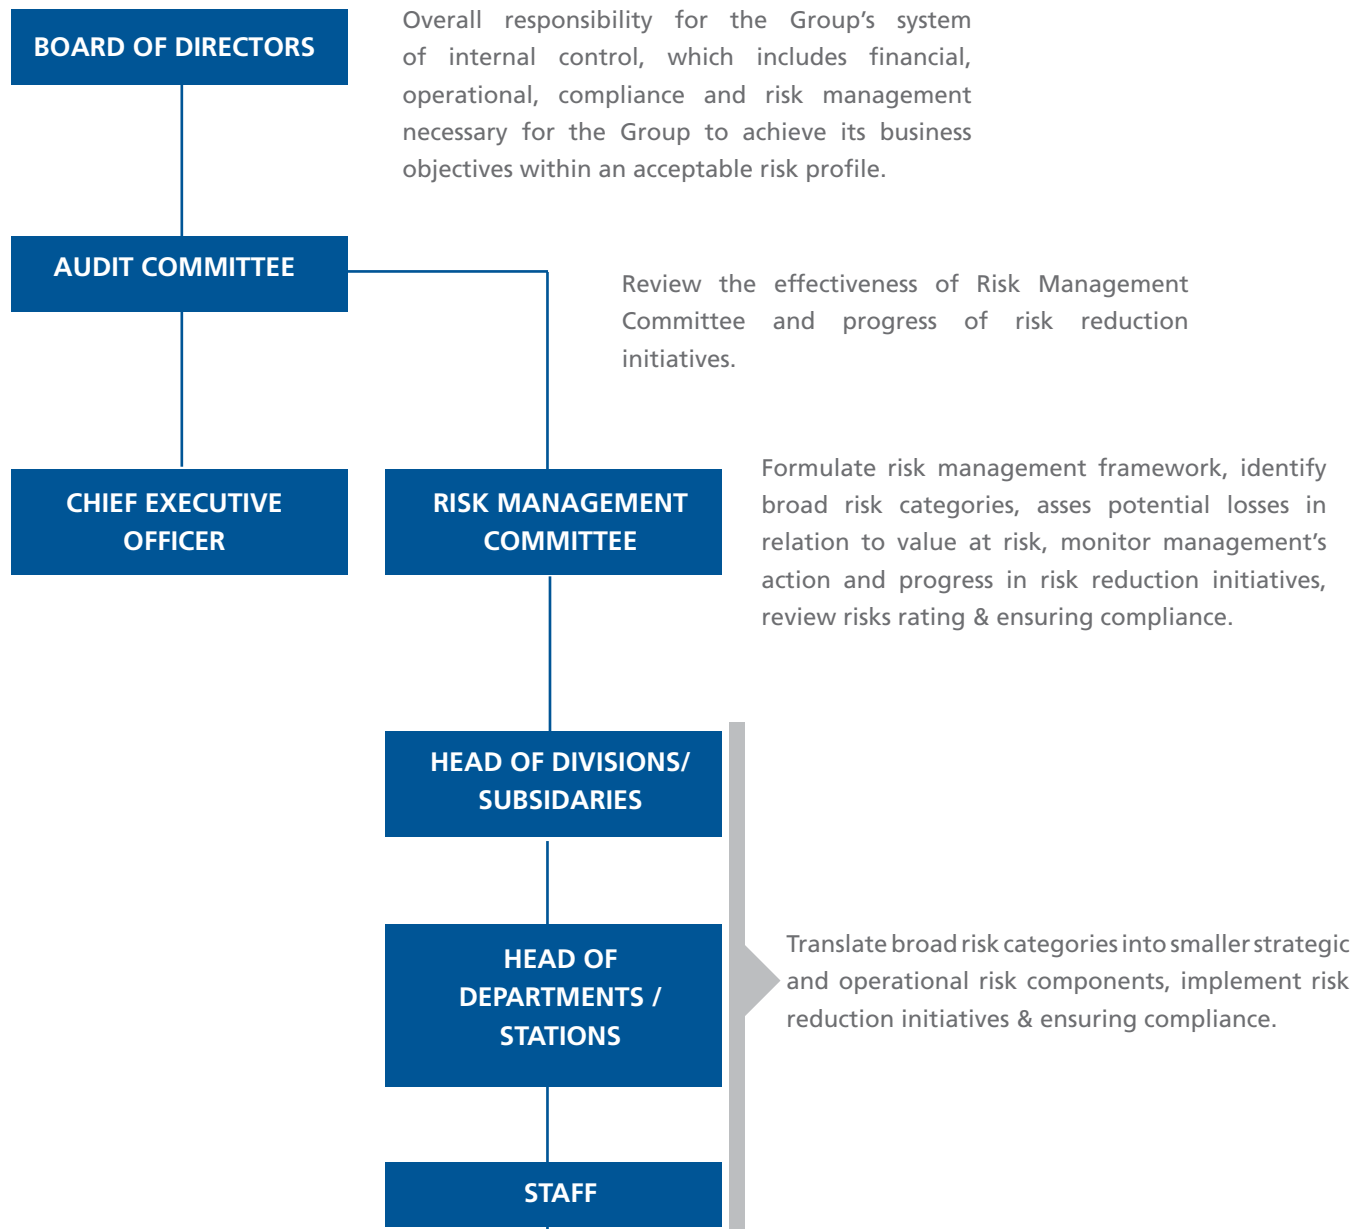 BOARD OF DIRECTORS
Overall responsibility for the Group's system
of internal control, which includes financial,
operational, compliance and risk management
necessary for the Group to achieve its business
objectives within an acceptable risk profile.
AUDIT COMMITTEE
Review the effectiveness of Risk Management
Committee and progress of risk reduction
initiatives.
CHIEF EXECUTIVE
OFFICER
RISK MANAGEMENT
COMMITTEE
Formulate risk management framework, identify
broad risk categories, asses potential losses in
relation to value at risk, monitor management's
action and progress in risk reduction initiatives,
review risks rating & ensuring compliance.
HEAD OF DIVISIONS/
SUBSIDARIES
HEAD OF
DEPARTMENTS /
STATIONS
Translate broad risk categories into smaller strategic
and operational risk components, implement risk
reduction initiatives & ensuring compliance.
STAFF